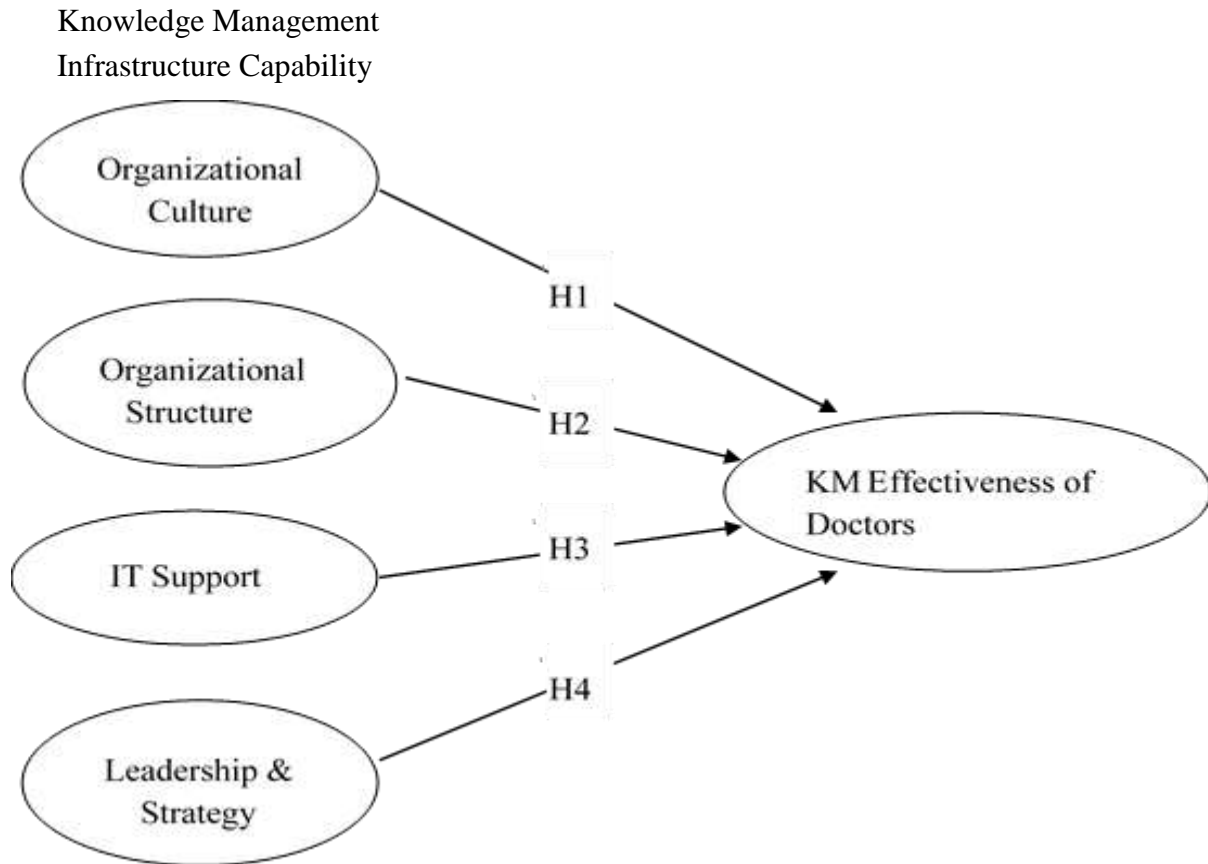 Knowledge Management
Infrastructure Capability
Organizational
Culture
H1
Organizational
Structure
H2
KM Effectiveness of
Doctors
IT Support
H3
H4
Leadership &
Strategy